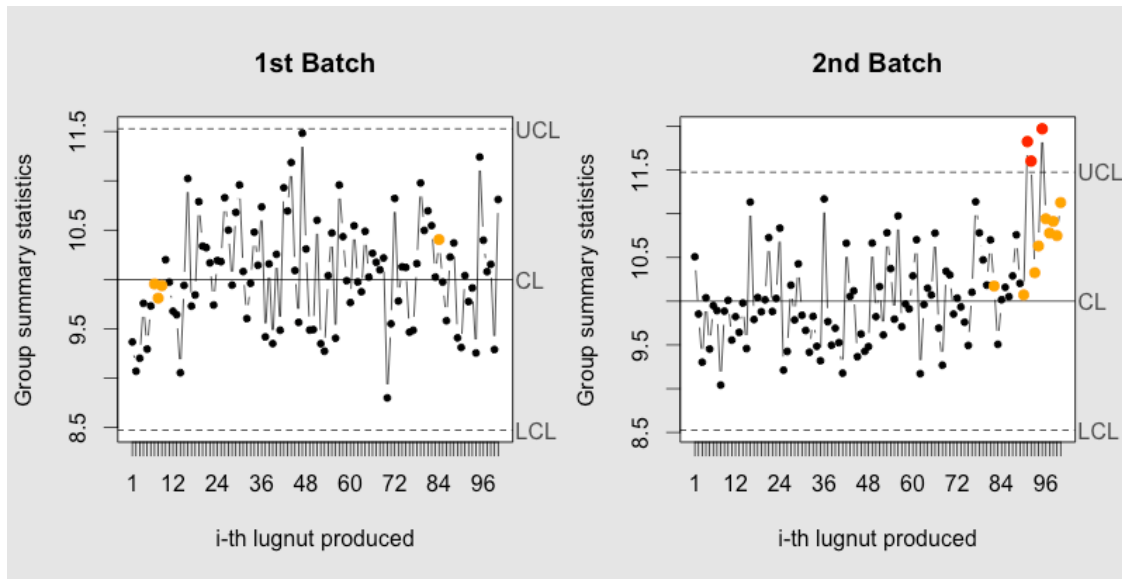 1st Batch
Group summary statistics
11.5
10.5
9.5
8.5
UCL
CL
LCL
1 12 24 36 48 60 72 84 96
i-th lugnut produced
2nd Batch
Group summary statistics
11.5
10.5
9.5
8.5
UCL
CL
LCL
1 12 24 36 48 60 72 84 96
i-th lugnut produced